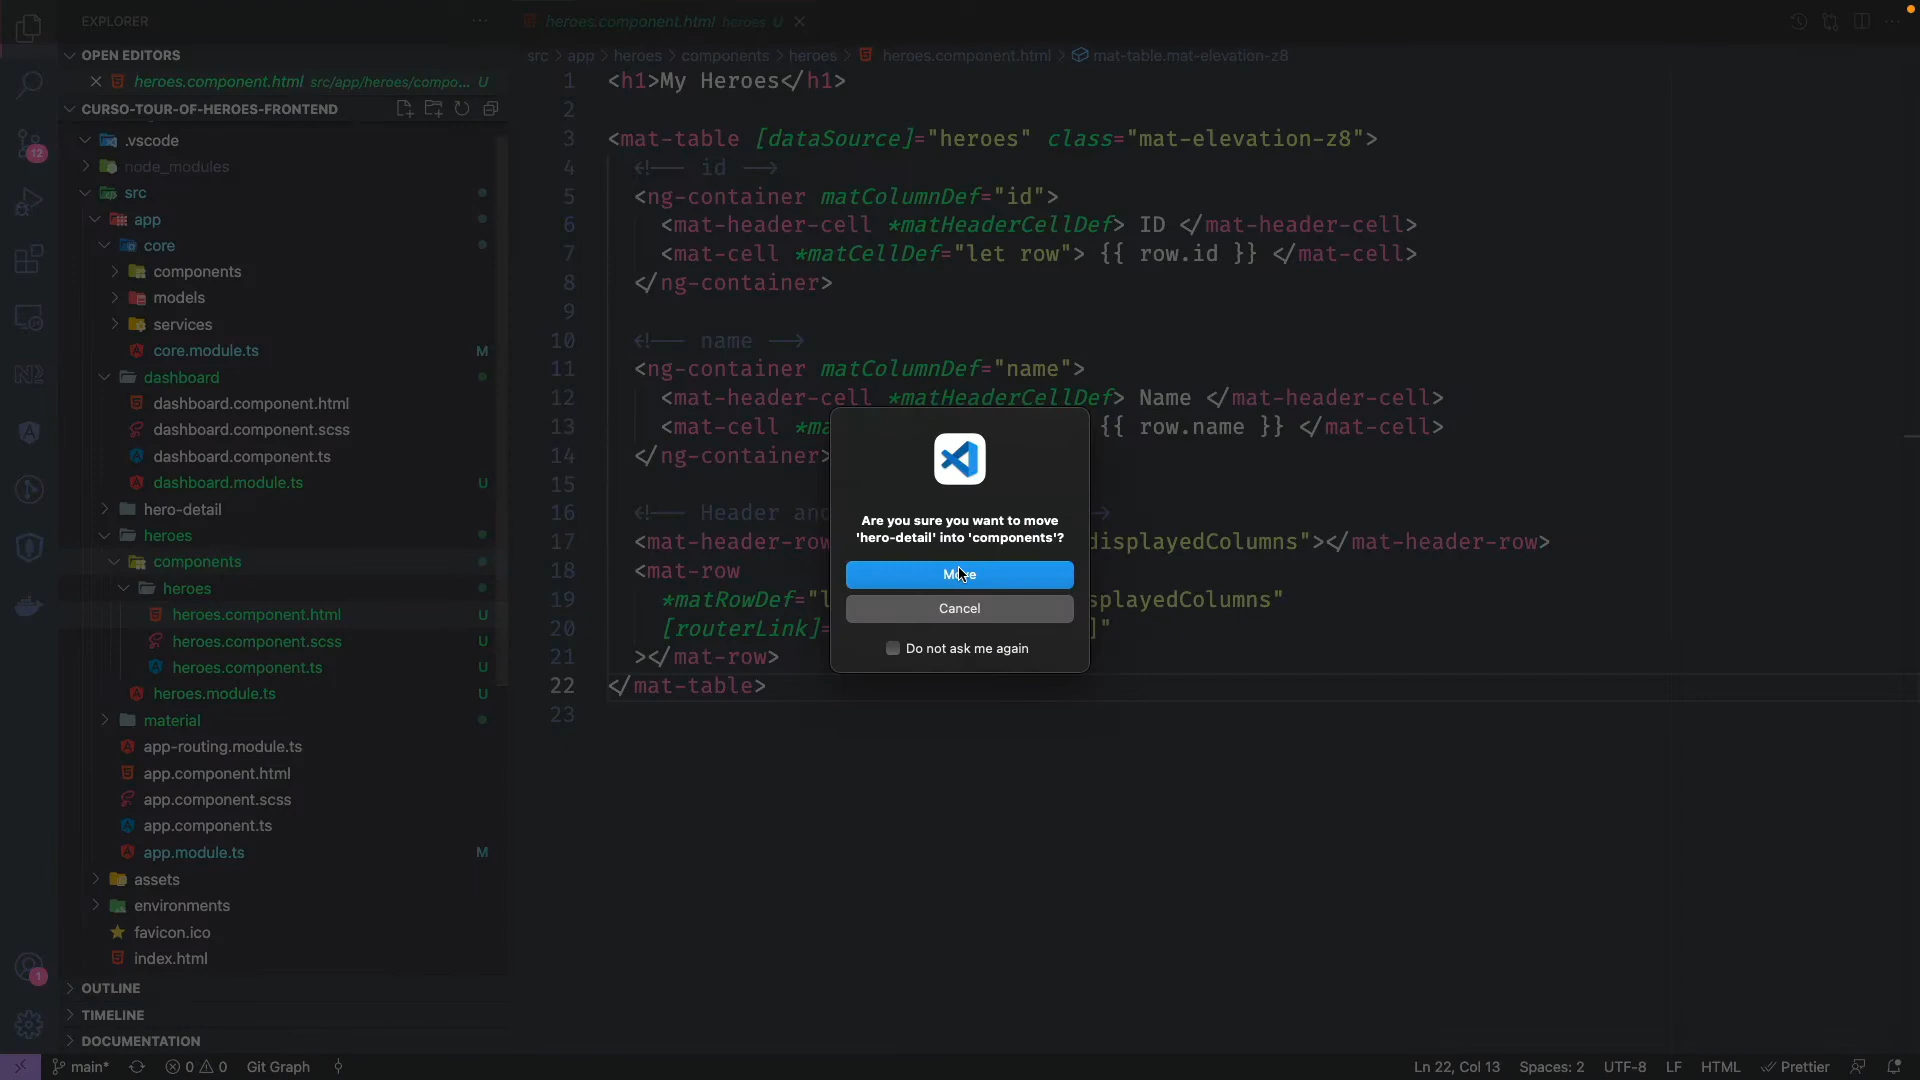 EXPLORER
OPEN EDITORS
heroes.component.html src/app/heroes/compo... U
CURSO-TOUR-OF-HEROES-FRONTEND
.vscode
node_modules
src
app
core
components
models
services
core.module.ts M
dashboard
dashboard.component.html
dashboard.component.scss
dashboard.component.ts
dashboard.module.ts U
hero-detail
heroes
components
heroes
heroes.component.html U
heroes.component.scss U
heroes.component.ts U
heroes.module.ts U
material
app-routing.module.ts
app.component.html
app.component.scss
app.component.ts
app.module.ts M
assets
environments
favicon.ico
index.html
OUTLINE
TIMELINE
DOCUMENTATION
12
1
heroes.component.html heroes U
src > app > heroes > components > heroes > heroes.component.html > mat-table.mat-elevation-z8
1 <h1>My Heroes</h1>
2
3 <mat-table [dataSource]="heroes" class="mat-elevation-z8">
4 <!-- id -->
5 <ng-container matColumnDef="id">
6 <mat-header-cell *matHeaderCellDef> ID </mat-header-cell>
7 <mat-cell *matCellDef="let row"> {{ row.id }} </mat-cell>
8 </ng-container>
9
10 <!-- name -->
11 <ng-container matColumnDef="name">
12 <mat-header-cell *matHeaderCellDef> Name </mat-header-cell>
13 <mat-cell *ma {{ row.name }} </mat-cell>
14 </ng-container>
15
16 <!-- Header an -->
17 <mat-header-row displayedColumns"></mat-header-row>
18 <mat-row
19 *matRowDef="l splayedColumns"
20 [routerLink]= ]"
21 ></mat-row>
22 </mat-table>
23
Are you sure you want to move
'hero-detail' into 'components'?
Move
Cancel
Do not ask me again
main* 0 0 Git Graph
Ln 22, Col 13 Spaces: 2 UTF-8 LF HTML Prettier